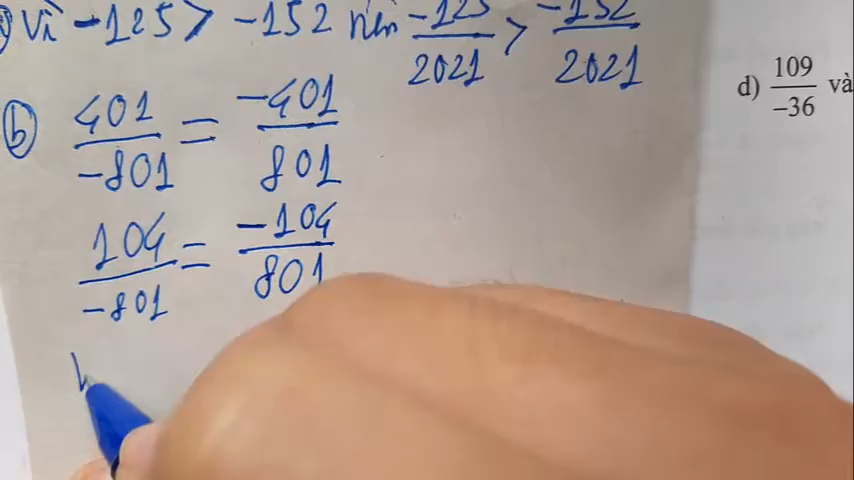 Vì -125 > -152 nên -125/2021 > -152/2021
b) 401/-801 = -401/801
104/-801 = -104/801
d) 109/-36 và